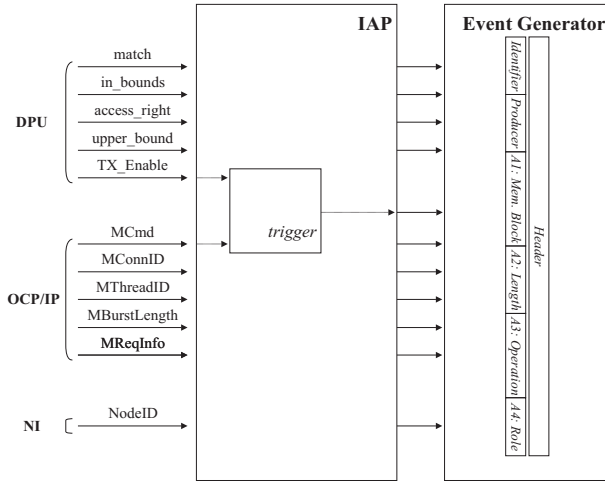 IAP
Event Generator
match
in_bounds
DPU
access_right
upper_bound
TX_Enable
trigger
MCmd
MConnID
OCP/IP
MThreadID
MBurstLength
MReqInfo
NI
NodeID
Identifier
Producer
A1: Mem. Block
A2: Length
A3: Operation
A4: Role
Header